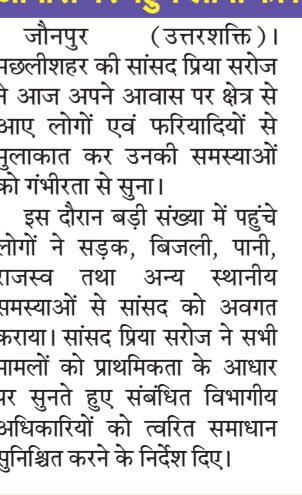 जौनपुर (उत्तरशक्ति)।
मछलीशहर की सांसद प्रिया सरोज
ने आज अपने आवास पर क्षेत्र से
आए लोगों एवं फरियादियों से
मुलाकात कर उनकी समस्याओं
को गंभीरता से सुना।
इस दौरान बड़ी संख्या में पहुंचे
लोगों ने सड़क, बिजली, पानी,
राजस्व तथा अन्य स्थानीय
समस्याओं से सांसद को अवगत
कराया। सांसद प्रिया सरोज ने सभी
मामलों को प्राथमिकता के आधार
पर सुनते हुए संबंधित विभागीय
अधिकारियों को त्वरित समाधान
सुनिश्चित करने के निर्देश दिए।